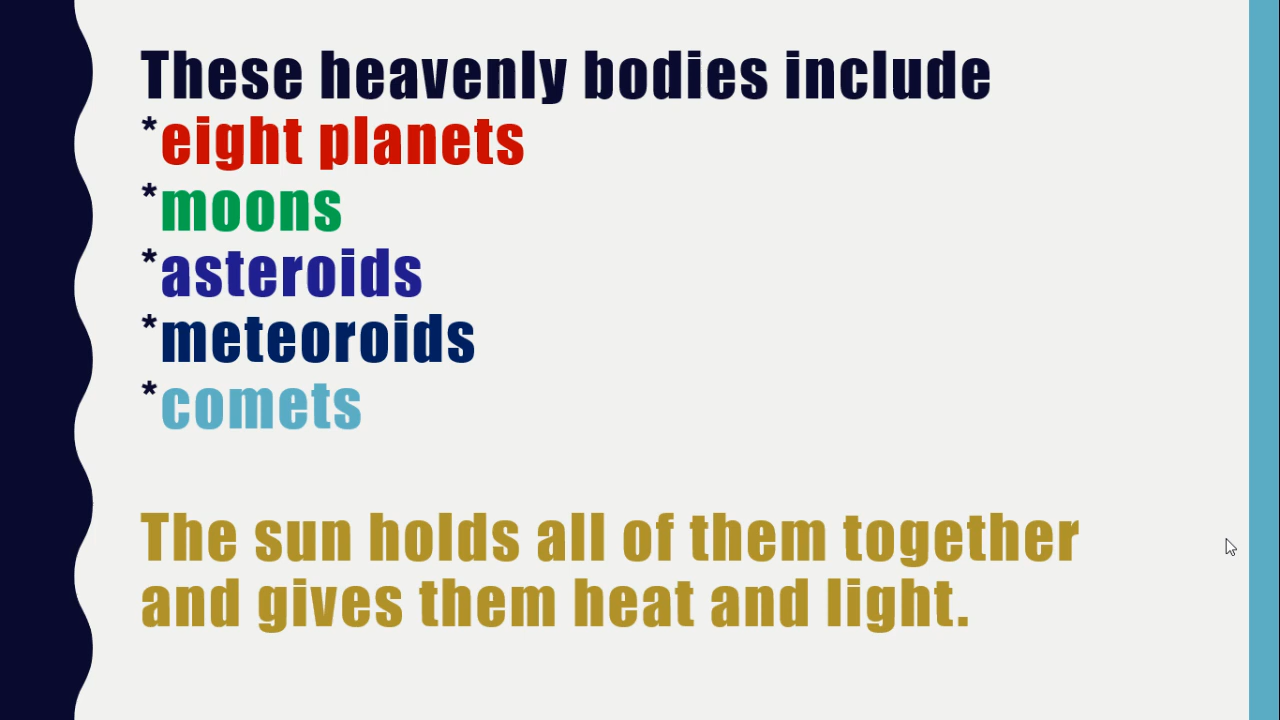 These heavenly bodies include
*eight planets
*moons
*asteroids
*meteoroids
*comets
The sun holds all of them together
and gives them heat and light.